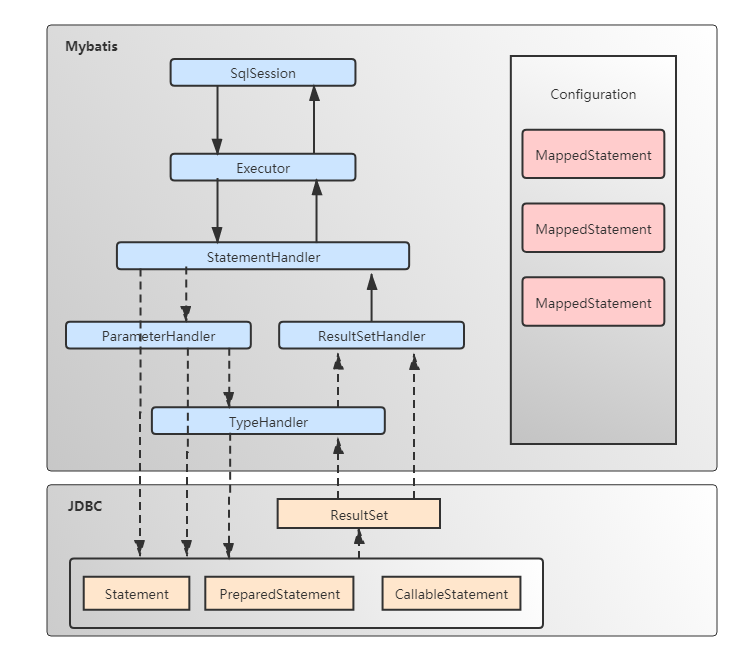 Mybatis
SqlSession
Configuration
MappedStatement
Executor
MappedStatement
StatementHandler
MappedStatement
ParameterHandler
ResultSetHandler
TypeHandler
JDBC
ResultSet
Statement
PreparedStatement
CallableStatement